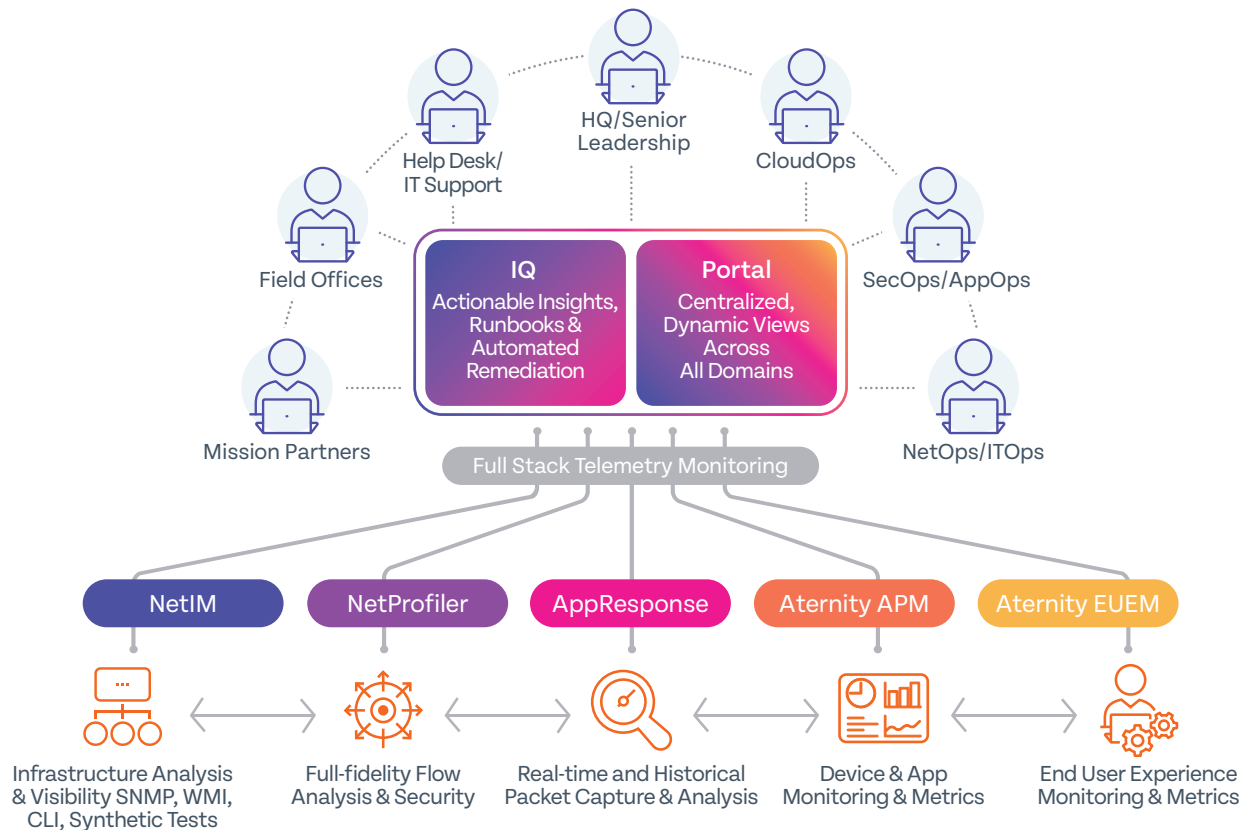 HQ/Senior
Leadership
Help Desk/
IT Support
CloudOps
Field Offices
SecOps/AppOps
IQ
Actionable Insights,
Runbooks &
Automated
Remediation
Portal
Centralized,
Dynamic Views
Across
All Domains
Mission Partners
NetOps/ITOps
Full Stack Telemetry Monitoring
NetIM
NetProfiler
AppResponse
Aternity APM
Aternity EUEM
Infrastructure Analysis
& Visibility SNMP, WMI,
CLI, Synthetic Tests
Full-fidelity Flow
Analysis & Security
Real-time and Historical
Packet Capture & Analysis
Device & App
Monitoring & Metrics
End User Experience
Monitoring & Metrics